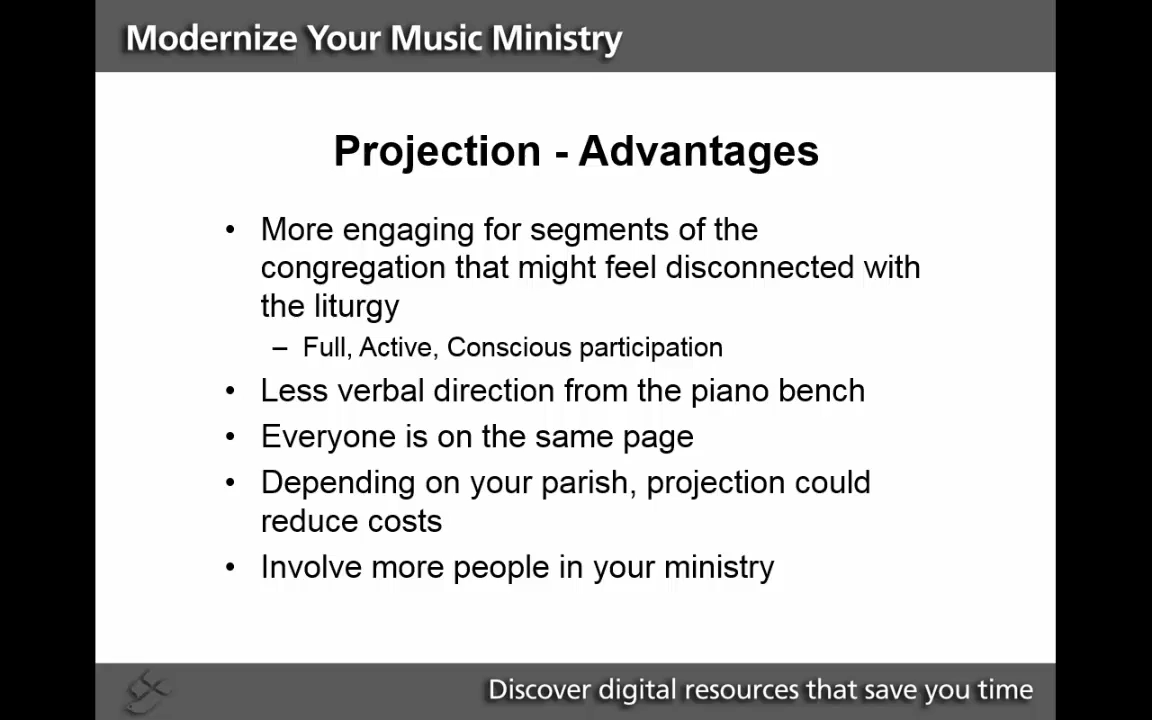 Modernize Your Music Ministry
Projection - Advantages
• More engaging for segments of the
congregation that might feel disconnected with
the liturgy
– Full, Active, Conscious participation
• Less verbal direction from the piano bench
• Everyone is on the same page
• Depending on your parish, projection could
reduce costs
• Involve more people in your ministry
Discover digital resources that save you time